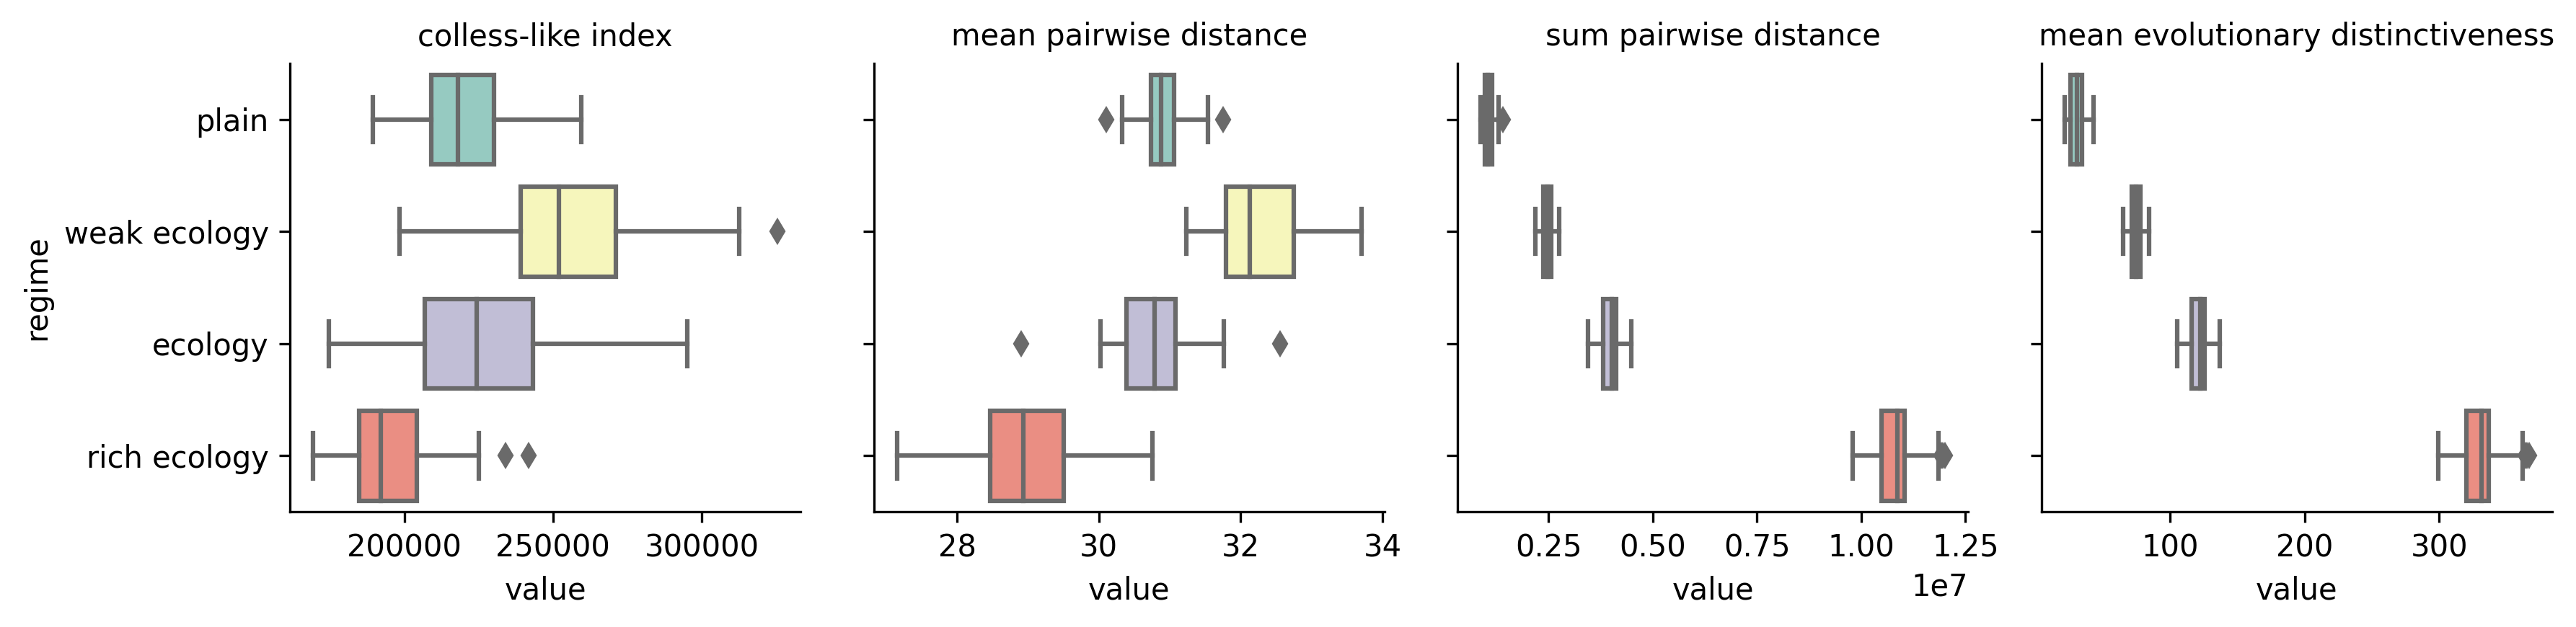 colless-like index
mean pairwise distance
sum pairwise distance
mean evolutionary distinctiveness
regime
plain
weak ecology
ecology
rich ecology
200000 250000 300000
value
28 30 32 34
value
0.25 0.50 0.75 1.00 1.25
1e7
value
100 200 300
value